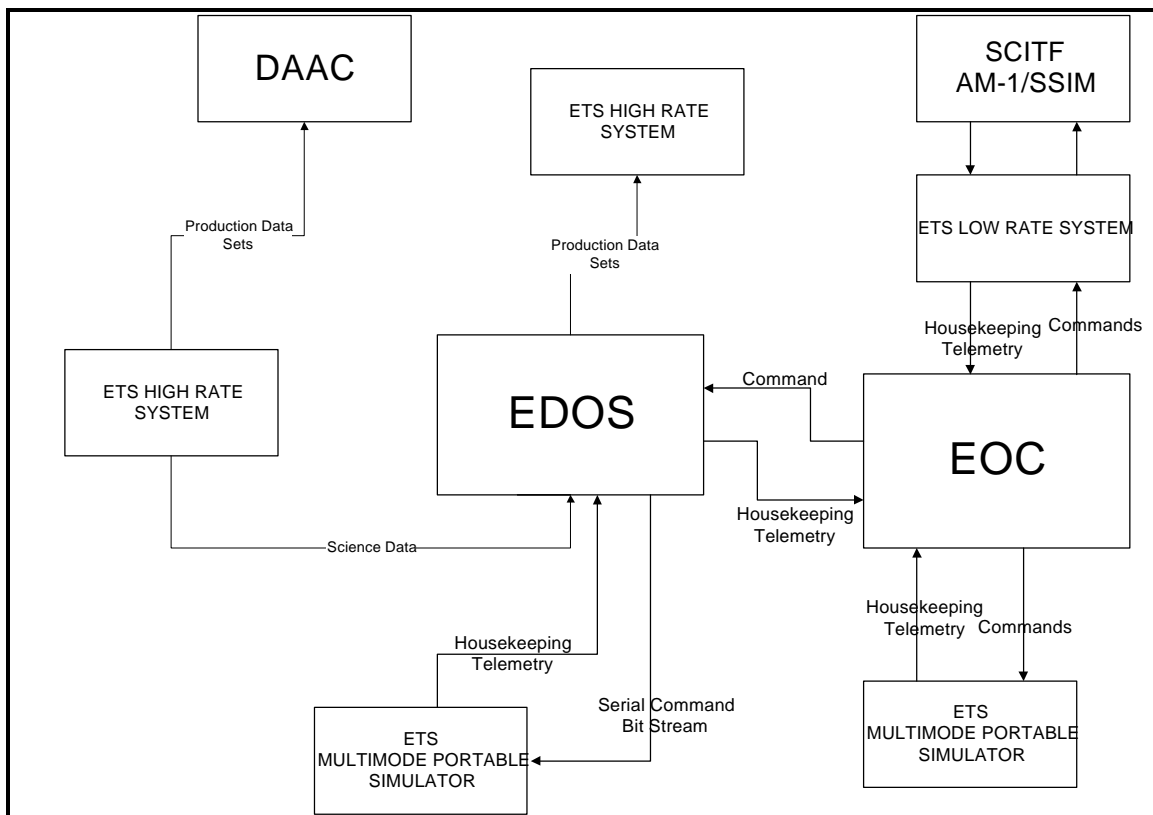 DAAC
SCITF
AM-1/SSIM
ETS HIGH RATE
SYSTEM
ETS LOW RATE SYSTEM
Production Data
Sets
Production Data
Sets
Housekeeping
Telemetry
Commands
ETS HIGH RATE
SYSTEM
EDOS
Command
EOC
Housekeeping
Telemetry
Science Data
Housekeeping
Telemetry
Commands
Housekeeping
Telemetry
Serial Command
Bit Stream
ETS
MULTIMODE PORTABLE
SIMULATOR
ETS
MULTIMODE PORTABLE
SIMULATOR